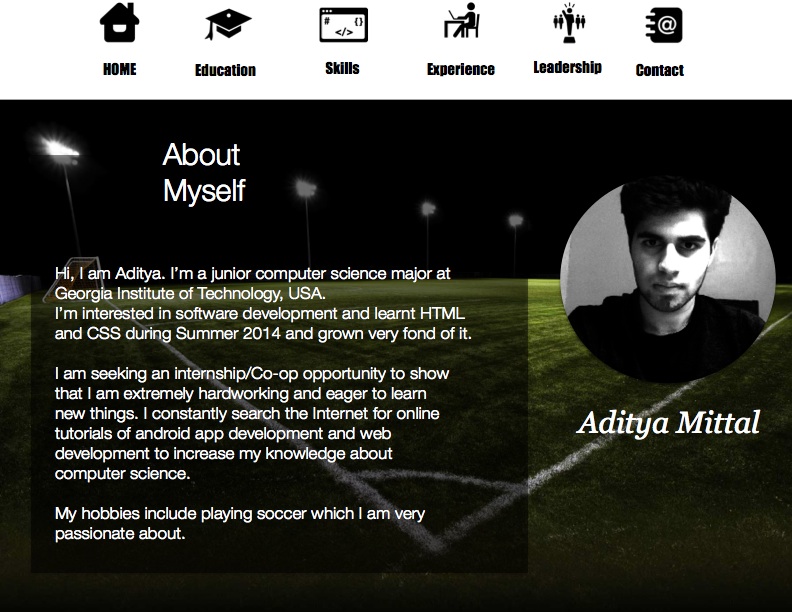 # {}
</>
HOME Education Skills Experience Leadership Contact
About
Myself
Hi, I am Aditya. I'm a junior computer science major at
Georgia Institute of Technology, USA.
I'm interested in software development and learnt HTML
and CSS during Summer 2014 and grown very fond of it.
I am seeking an internship/Co-op opportunity to show
that I am extremely hardworking and eager to learn
new things. I constantly search the Internet for online
tutorials of android app development and web
development to increase my knowledge about
computer science.
My hobbies include playing soccer which I am very
passionate about.
Aditya Mittal